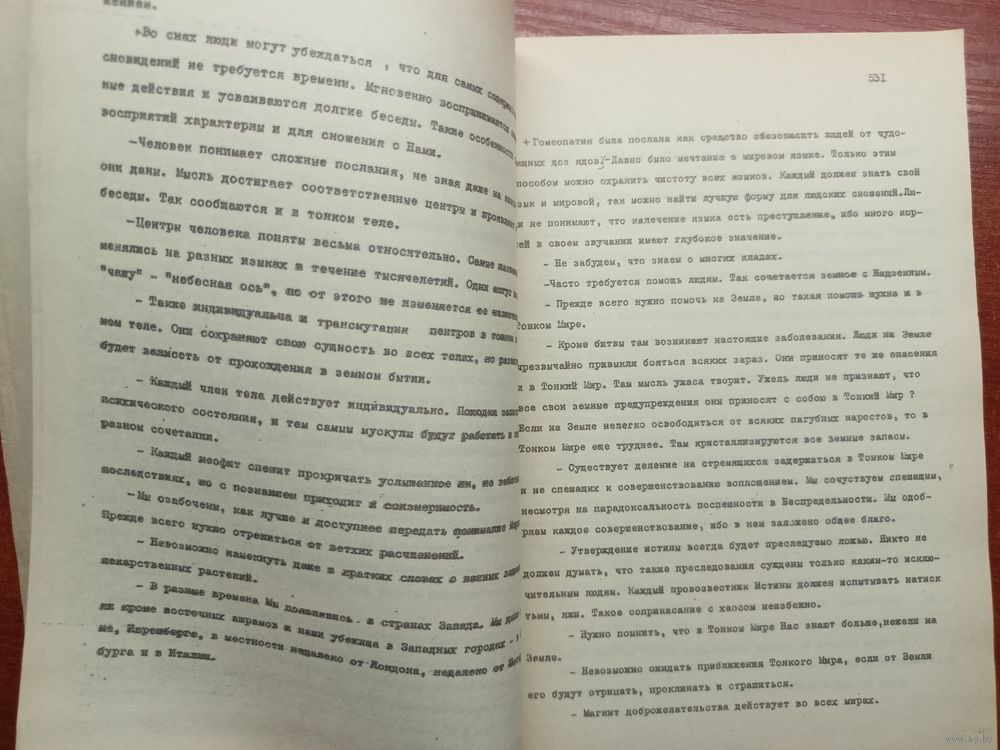 жением.
+Во снах люди могут убеждаться , что для самых
сновидений не требуется времени. Мгновенно воспринимаются
ные действия и усваиваются долгие беседы. Такие особенности
восприятий характерны и для сношения с Нами.
-Человек понимает сложные послания, не зная даже на
они даны. Мысль достигает соответственные центры и
беседы. Так сообщаются и в тонком теле.
-Центры человека поняты весьма относительно. Самые
менялись на разных языках в течение тысячелетий. Одни могут
"чашу" - "небесная ось", но от этого не изменяется ее
- Также индивидуальна и трансмутация центров в тонком
ном теле. Они сохраняют свою сущность во всех телах, но
будет зависеть от прохождения в земном бытии.
- Каждый член тела действует индивидуально. Походка
психического состояния, и тем самым мускулы будут работать в
разном сочетании.
- Каждый неофит спешит прокричать услышанное им, не
последствиях, но с познанием приходит и соизмеримость.
-Мы озабочены, как лучше и доступнее передать понимание
Прежде всего нужно отрешиться от ветхих расчленений.
- Невозможно намекнуть даже в кратких словах о важных
лекарственных растений.
- В разные времена Мы появлялись в странах Запада. Мы
их кроме восточных ашрамов и наши убежища в Западных городах -
не, Нюренберге, в местности недалеко от Лондона, недалеко от
бурга и в Италии.
531
+ Гомеопатия была послана как средство обезопасить людей от чудо-
ищных доз ядов!-Давно было мечтание о мировом языке. Только этим
пособом можно охранить чистоту всех языков. Каждый должен знать свой
зык и мировой, так можно найти лучшую форму для людских сношений.Лю-
и не понимают, что калечение языка есть преступление, ибо много кор-
ней в своем звучании имеют глубокое значение.
- Не забудем, что знаем о многих кладах.
-Часто требуется помощь людям. Так сочетается земное с Надземным.
- Прежде всего нужно помочь на Земле, но такая помощь нужна и в
Тонком Мире.
- Кроме битвы там возникают настоящие заболевания. Люди на Земле
чрезвычайно привыкли бояться всяких зараз. Они приносят те же опасения
и в Тонкий Мир. Там мысль ужаса творит. Ужель люди не признают, что
все свои земные предупреждения они приносят с собою в Тонкий Мир ?
Если на Земле нелегко освободиться от всяких пагубных наростов, то в
Тонком Мире еще труднее. Там кристаллизируются все земные запасы.
- Существует деление на стремящихся задержаться в Тонком Мире
и не спешащих к совершенствованию воплощением. Мы сочувствуем спешащим,
несмотря на парадоксальность поспешности в Беспредельности. Мы одоб-
ряем каждое совершенствование, ибо в нем заложено общее благо.
- Утверждение истины всегда будет преследуемо ложью. Никто не
должен думать, что такие преследования суждены только каким-то исклю-
чительным людям. Каждый провозвестник Истины должен испытывать натиск
тьмы, лжи. Такое соприкасание с хаосом неизбежно.
- Нужно помнить, что в Тонком Мире Нас знают больше,нежели на
Земле.
- Невозможно ожидать приближения Тонкого Мира, если от Земли
его будут отрицать, проклинать и страшиться.
- Магнит доброжелательства действует во всех мирах.
www.ay.by